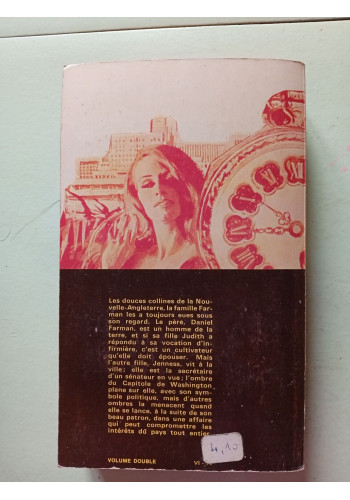 Les douces collines de la Nou-
velle-Angleterre, la famille Far-
man les a toujours eues sous
son regard. Le père, Daniel
Farman, est un homme de la
terre, et si sa fille Judith a
répondu à sa vocation d'in-
firmière, c'est un cultivateur
qu'elle doit épouser. Mais
l'autre fille, Jenness, vit à la
ville ; elle est la secrétaire
d'un sénateur en vue : l'ombre
du Capitole de Washington
plane sur elle, avec son sym-
bole politique, mais d'autres
ombres la menacent quand
elle se lance, à la suite de son
beau patron, dans une affaire
qui peut compromettre les
intérêts du pays tout entier.
4,10
VOLUME DOUBLE VI